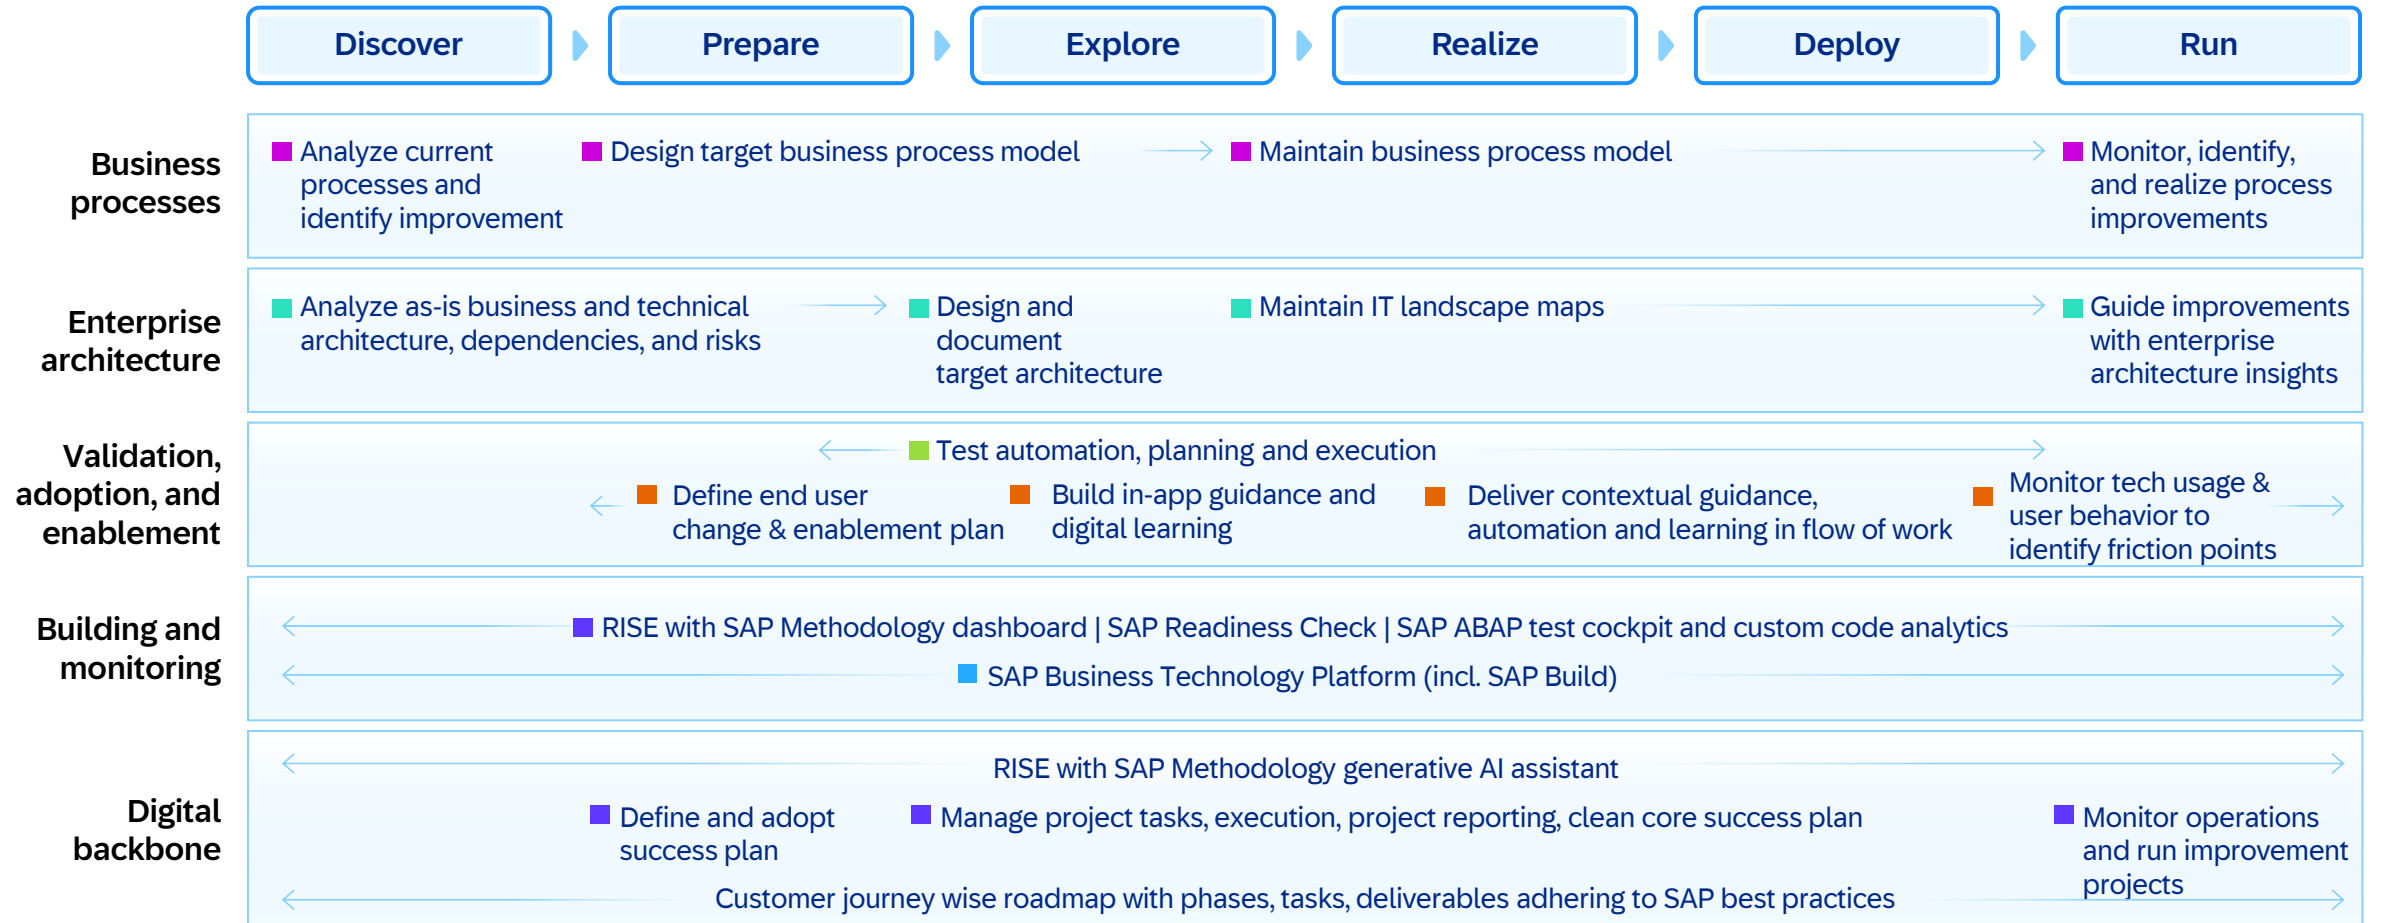 Discover
Prepare
Explore
Realize
Deploy
Run
Business
processes
Analyze current
processes and
identify improvement
Design target business process model
Maintain business process model
Monitor, identify,
and realize process
improvements
Enterprise
architecture
Analyze as-is business and technical
architecture, dependencies, and risks
Design and
document
target architecture
Maintain IT landscape maps
Guide improvements
with enterprise
architecture insights
Validation,
adoption, and
enablement
Test automation, planning and execution
Define end user
change & enablement plan
Build in-app guidance and
digital learning
Deliver contextual guidance,
automation and learning in flow of work
Monitor tech usage &
user behavior to
identify friction points
Building and
monitoring
RISE with SAP Methodology dashboard | SAP Readiness Check | SAP ABAP test cockpit and custom code analytics
SAP Business Technology Platform (incl. SAP Build)
Digital
backbone
RISE with SAP Methodology generative AI assistant
Define and adopt
success plan
Manage project tasks, execution, project reporting, clean core success plan
Monitor operations
and run improvement
projects
Customer journey wise roadmap with phases, tasks, deliverables adhering to SAP best practices